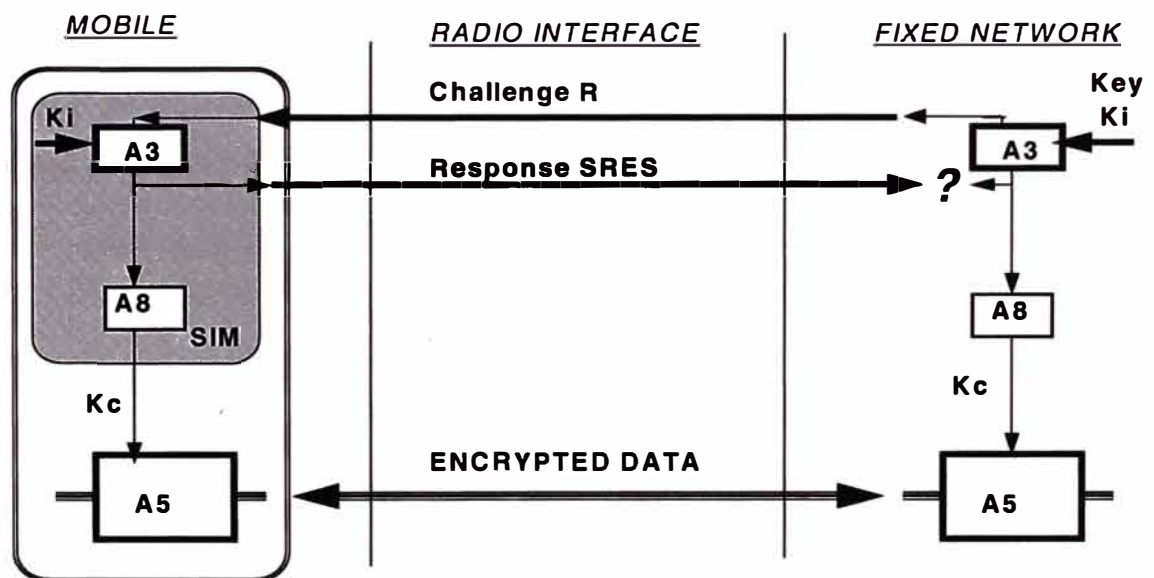 MOBILE
RADIO INTERFACE
FIXED NETWORK
Challenge R
Key
Ki
Ki
A3
A3
Response SRES
?
A8
SIM
A8
Kc
Kc
ENCRYPTED DATA
A5
A5